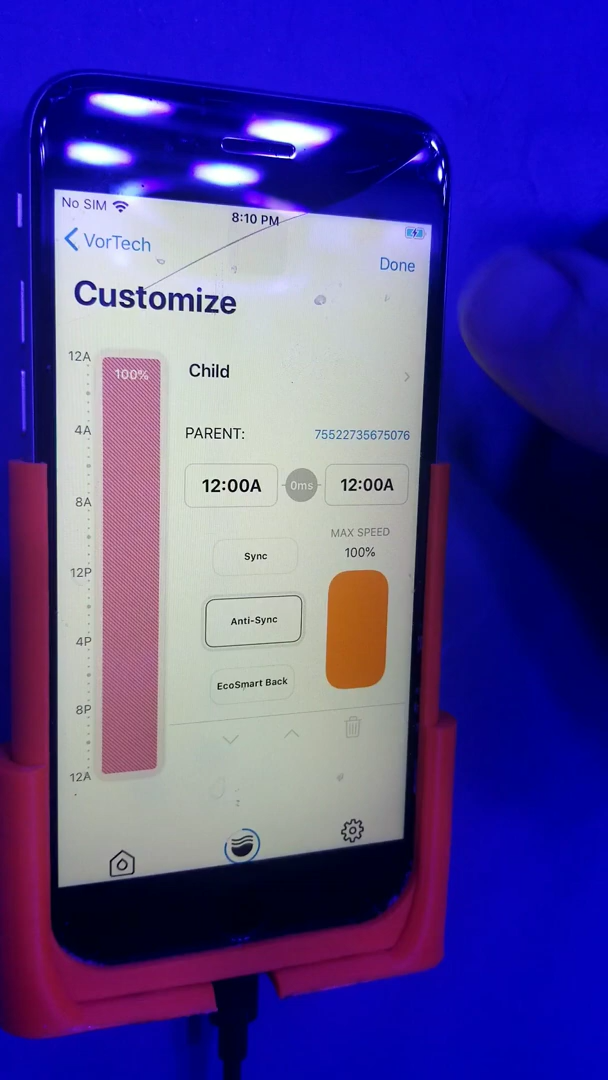 No SIM
8:10 PM
VorTech
Done
Customize
12A
100%
Child
4A
PARENT: 75522735675076
12:00A 0ms 12:00A
8A
MAX SPEED
100%
Sync
12P
Anti-Sync
4P
EcoSmart Back
8P
12A